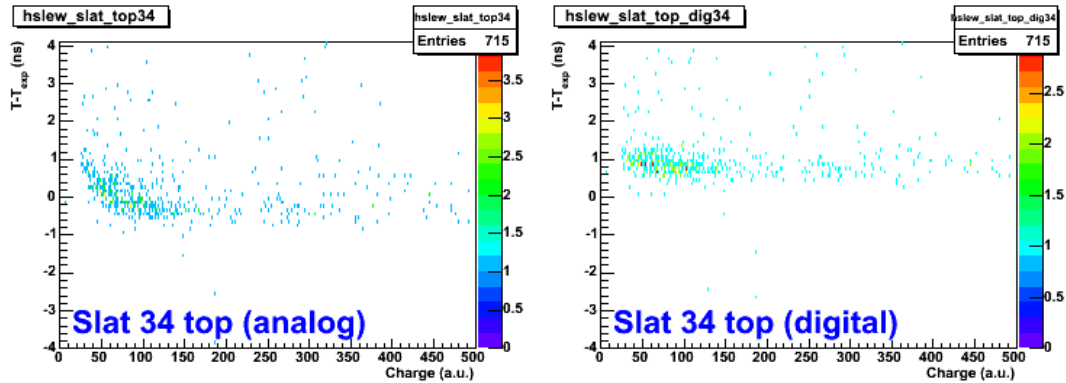 hslew_slat_top34
hslew_slat_top34
Entries 715
T-Texp (ns)
4
3
2
1
0
-1
-2
-3
-4
3.5
3
2.5
2
1.5
1
0.5
0
Slat 34 top (analog)
0 50 100 150 200 250 300 350 400 450 500
Charge (a.u.)
hslew_slat_top_dig34
hslew_slat_top_dig34
Entries 715
T-Texp (ns)
4
3
2
1
0
-1
-2
-3
-4
2.5
2
1.5
1
0.5
0
Slat 34 top (digital)
0 50 100 150 200 250 300 350 400 450 500
Charge (a.u.)